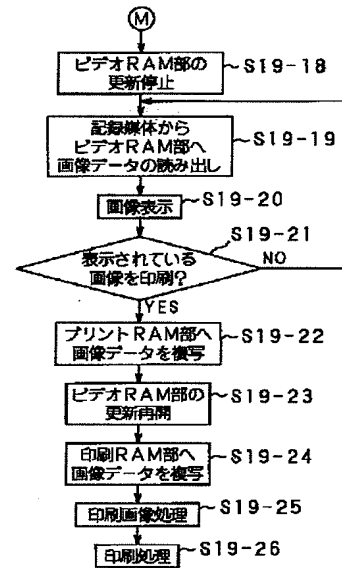 M
ビデオRAM部の
更新停止
S19-18
記録媒体から
ビデオRAM部へ
画像データの読み出し
S19-19
画像表示
S19-20
表示されている
画像を印刷?
S19-21
NO
YES
プリントRAM部へ
画像データを複写
S19-22
ビデオRAM部の
更新再開
S19-23
印刷RAM部へ
画像データを複写
S19-24
印刷画像処理
S19-25
印刷処理
S19-26